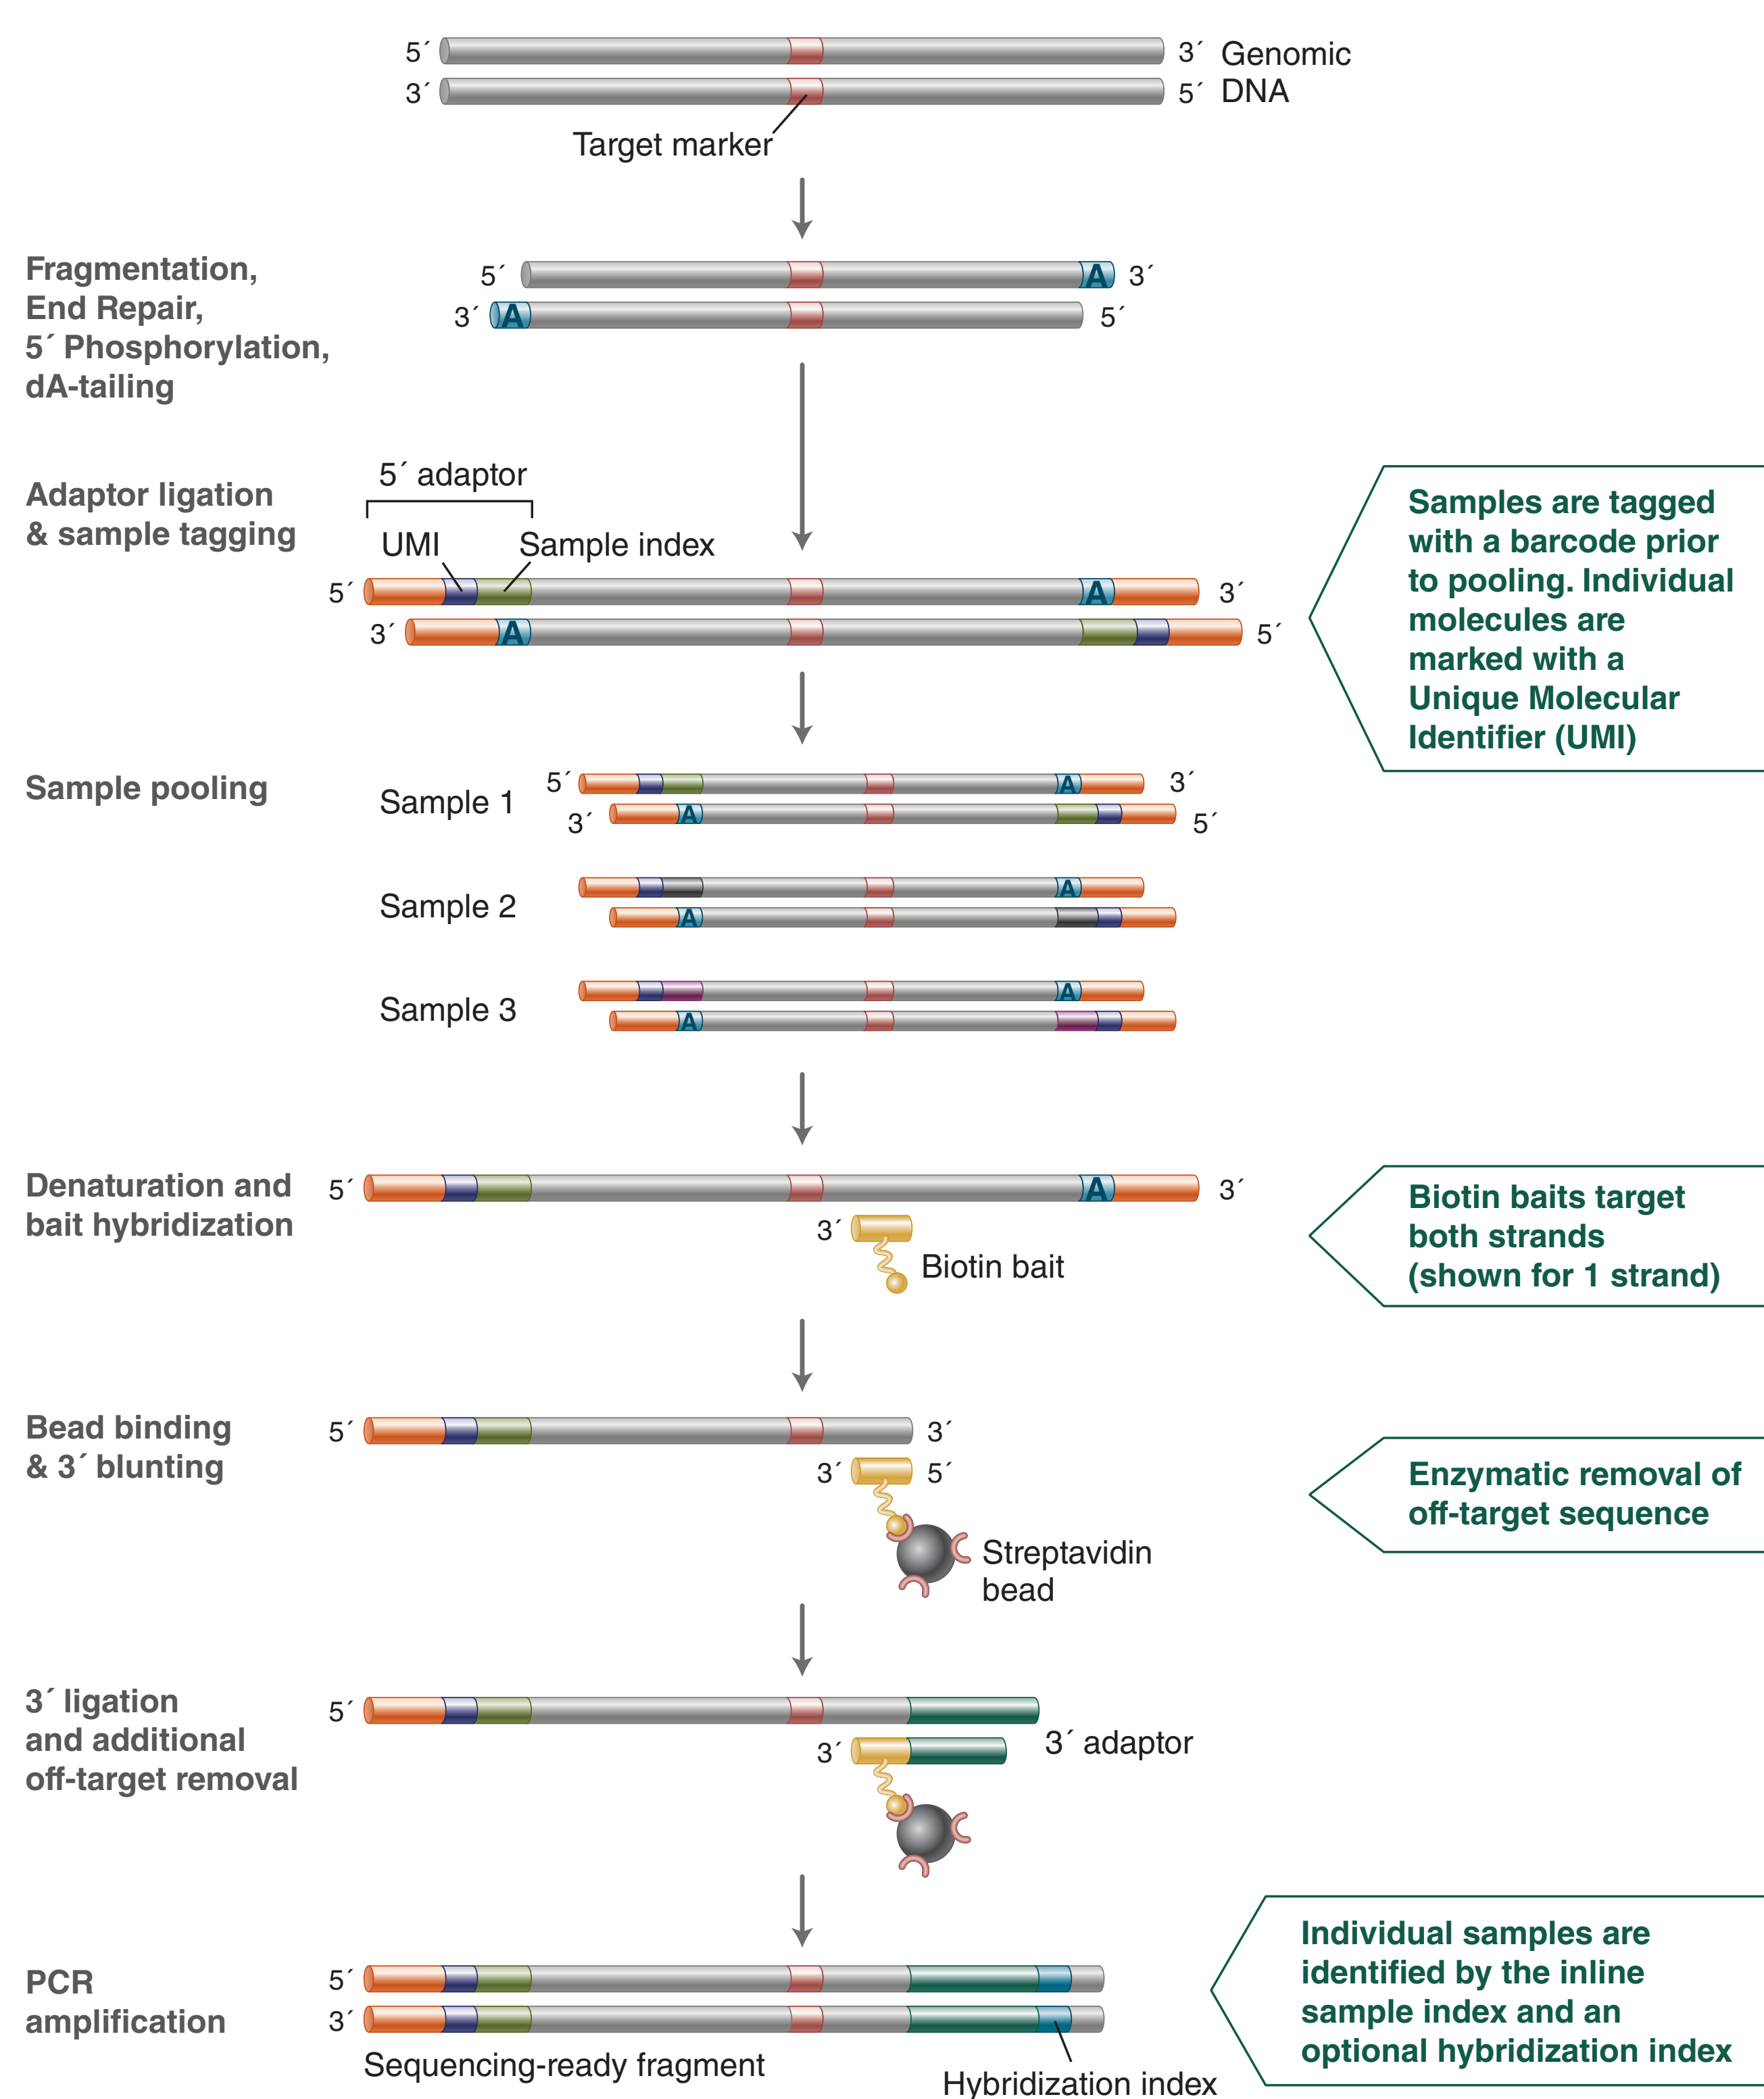 5´
3´
Genomic
3´
5´
DNA
Target marker
Fragmentation,
End Repair,
5´ Phosphorylation,
dA-tailing
5´
A
3´
3´
A
5´
Adaptor ligation
& sample tagging
5´ adaptor
UMI
Sample index
5´
A
3´
3´
A
5´
Samples are tagged
with a barcode prior
to pooling. Individual
molecules are
marked with a
Unique Molecular
Identifier (UMI)
Sample pooling
Sample 1
5´
A
3´
3´
A
5´
Sample 2
A
A
Sample 3
A
A
Denaturation and
bait hybridization
5´
A
3´
3´
Biotin bait
Biotin baits target
both strands
(shown for 1 strand)
Bead binding
& 3´ blunting
5´
3´
3´
5´
Streptavidin
bead
Enzymatic removal of
off-target sequence
3´ ligation
and additional
off-target removal
5´
3´ adaptor
3´
PCR
amplification
5´
3´
Sequencing-ready fragment
Hybridization index
Individual samples are
identified by the inline
sample index and an
optional hybridization index